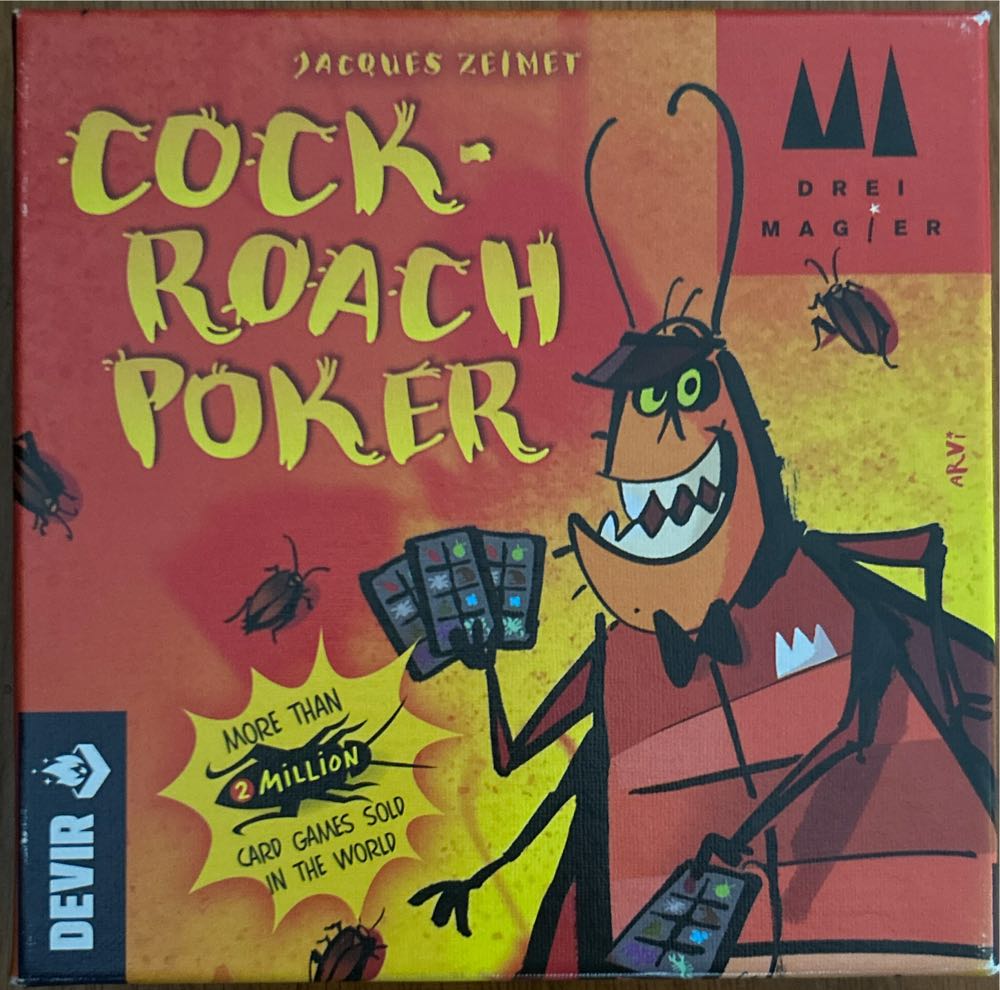 JACQUES ZEIMET
COCK-
ROACH
POKER
DREI
MAGIER
ARVi
MORE THAN
2 MILLION
CARD GAMES SOLD
IN THE WORLD
DEVIR